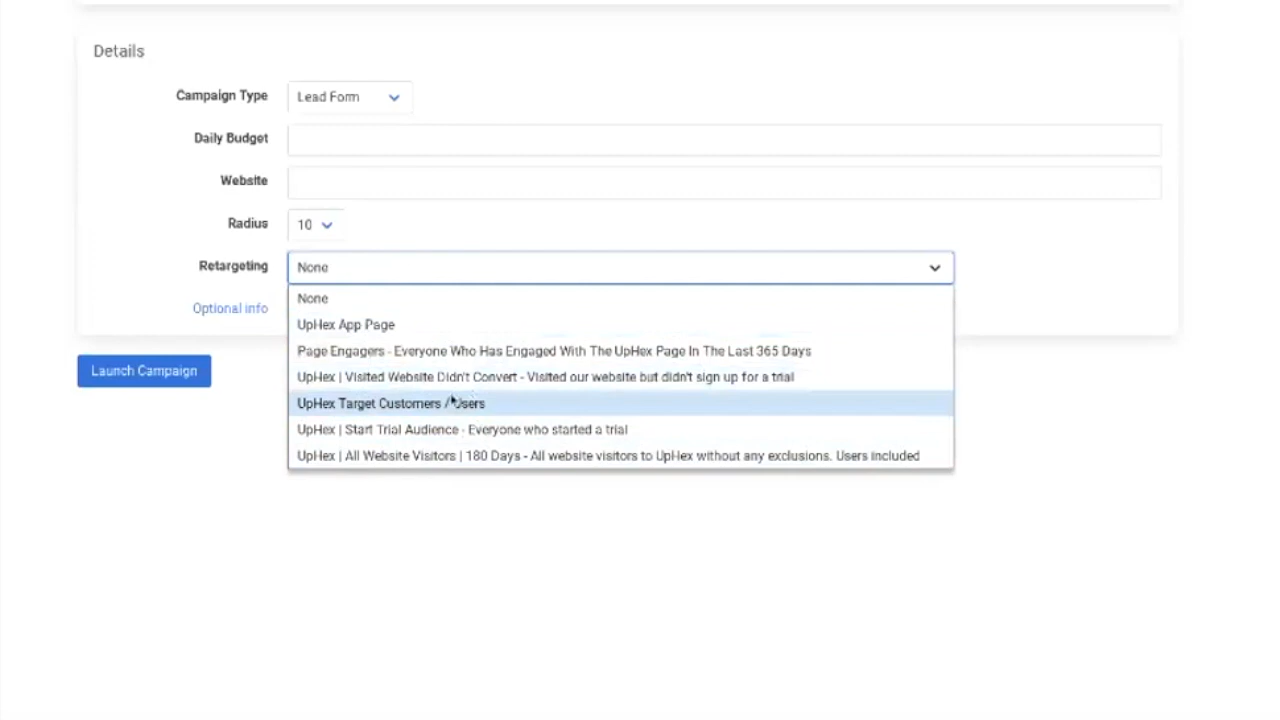 Details
Campaign Type
Lead Form
Daily Budget
Website
Radius
10
Retargeting
None
None
UpHex App Page
Page Engagers - Everyone Who Has Engaged With The UpHex Page In The Last 365 Days
UpHex | Visited Website Didn't Convert - Visited our website but didn't sign up for a trial
UpHex Target Customers / Users
UpHex | Start Trial Audience - Everyone who started a trial
UpHex | All Website Visitors | 180 Days - All website visitors to UpHex without any exclusions. Users included
Optional info
Launch Campaign